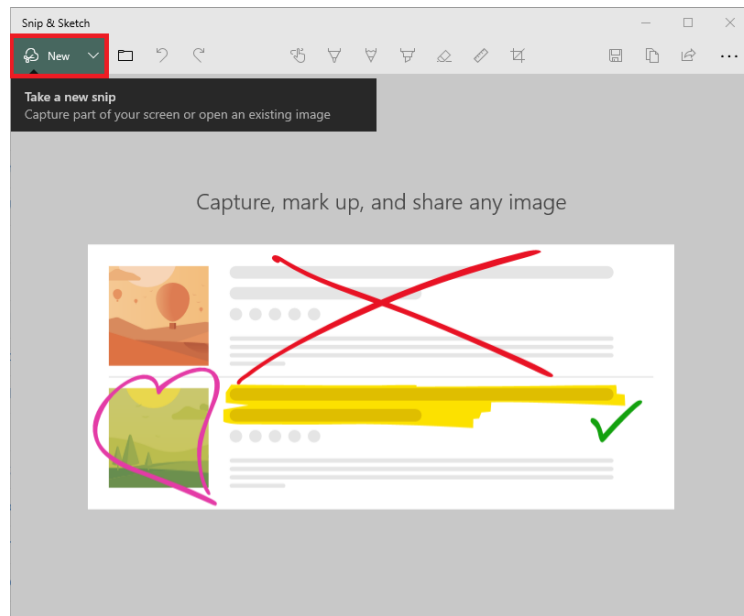 Snip & Sketch
New
Take a new snip
Capture part of your screen or open an existing image
Capture, mark up, and share any image